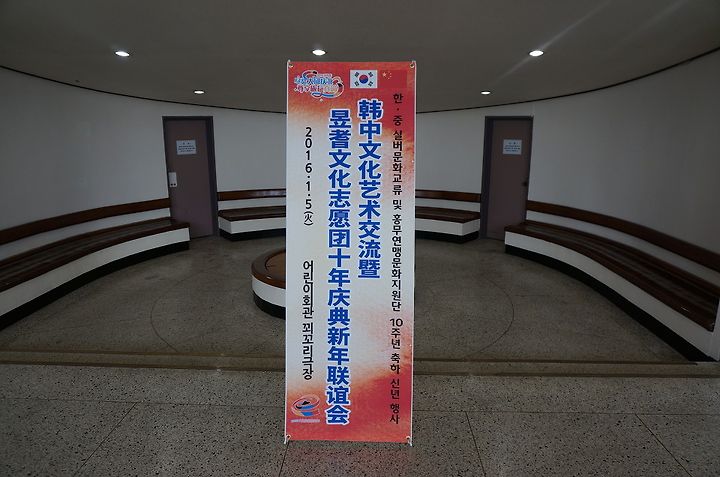 한·중 실버문화교류 및 홍무연맹문화지원단 10주년 축하 신년 행사
韩中文化艺术交流暨
昱耆文化志愿团十年庆典新年联谊会
2016·1·5(火) 어린이회관 꾀꼬리극장